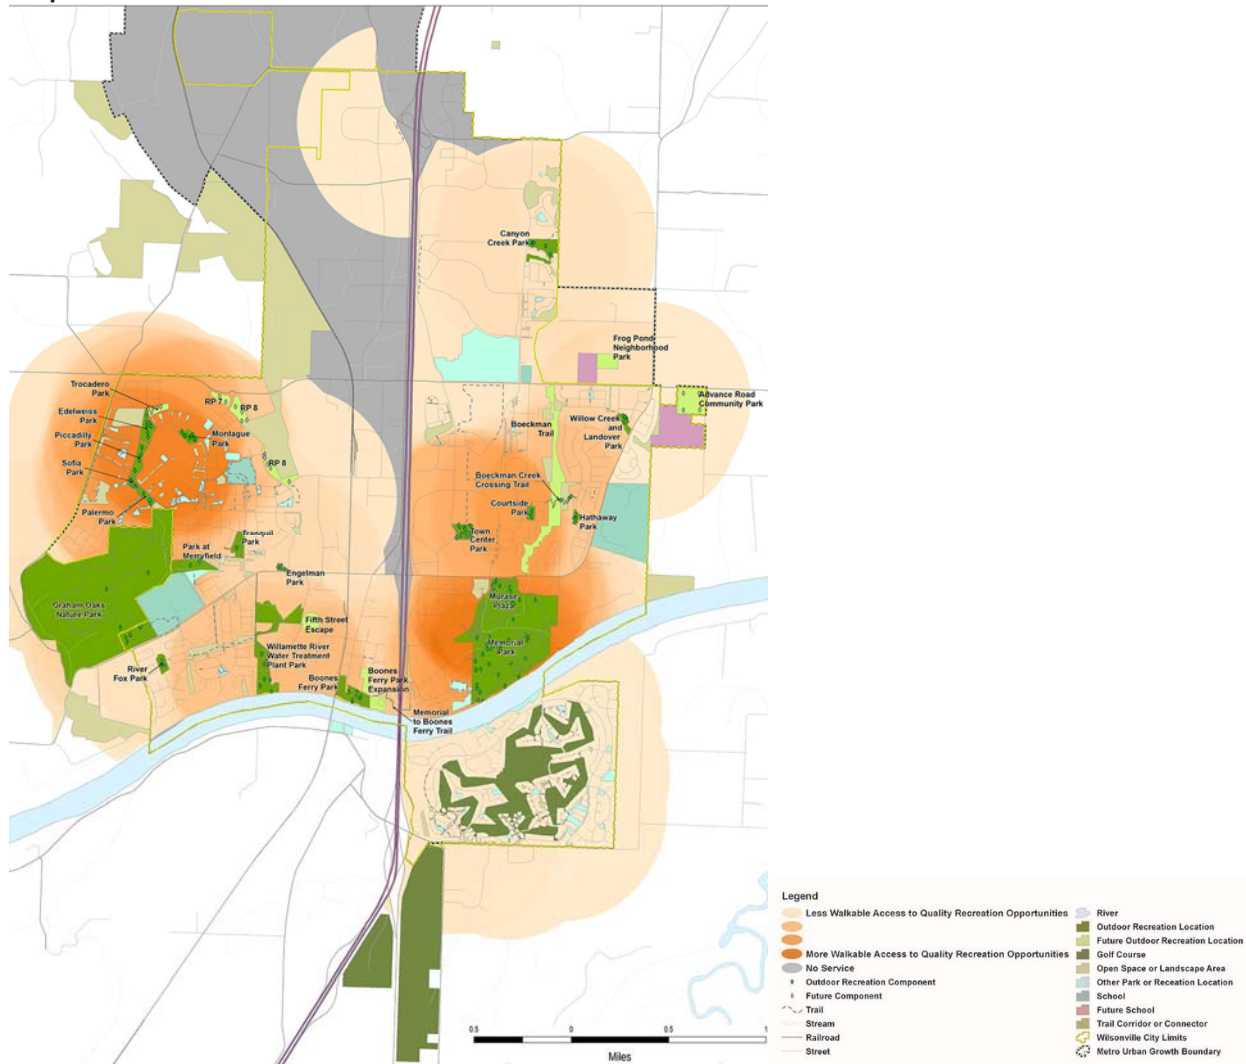 Canyon
Creek Park
Frog Pond
Neighborhood
Park
Trocadero
Park
Advance Road
Community Park
RP 7
RP 8
Edelweiss
Park
Willow Creek
and
Landover
Park
Boeckman
Trail
Piccadilly
Park
Montague
Park
Sofia
Park
RP 8
Boeckman Creek
Crossing Trail
Courtside
Park
Palermo
Park
Hathaway
Park
Tranquil
Park
Town
Center
Park
Park at
Merryfield
Engelman
Park
Murase
Plaza
Graham Oaks
Nature Park
Fifth Street
Escape
Memorial
Park
Willamette River
Water Treatment
Plant Park
River
Fox Park
Boones
Ferry Park
Boones
Ferry Park
Expansion
Memorial
to Boones
Ferry Trail
Legend
Less Walkable Access to Quality Recreation Opportunities
More Walkable Access to Quality Recreation Opportunities
No Service
Outdoor Recreation Component
Future Component
Trail
Stream
Railroad
Street
River
Outdoor Recreation Location
Future Outdoor Recreation Location
Golf Course
Open Space or Landscape Area
Other Park or Receation Location
School
Future School
Trail Corridor or Connector
Wilsonville City Limits
Metro Urban Growth Boundary
0.5 0 0.5 1
Miles